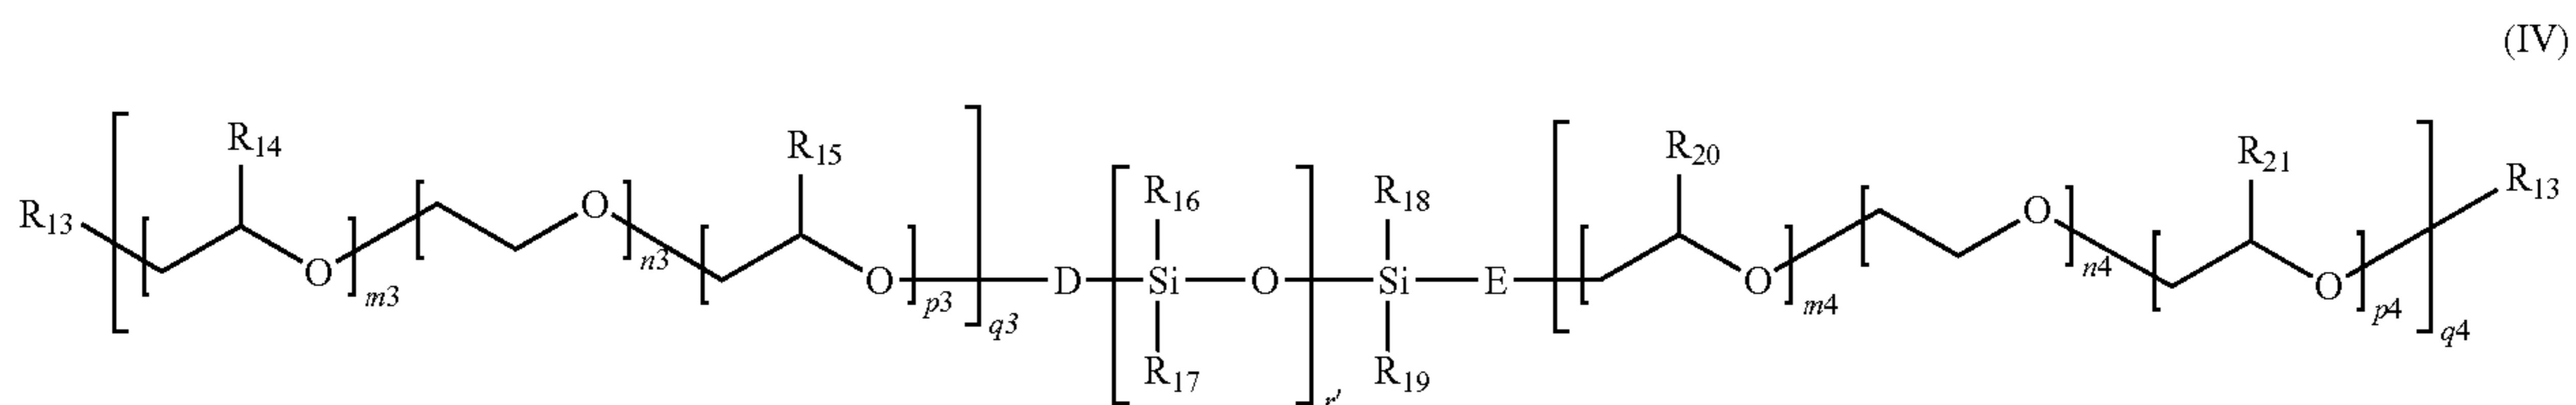 (IV)
R14 R15 R16 R18 R20 R21
R13 O m3 O n3 O p3 q3 D Si O r' Si E O m4 O n4 O p4 q4 R13
R17 R19